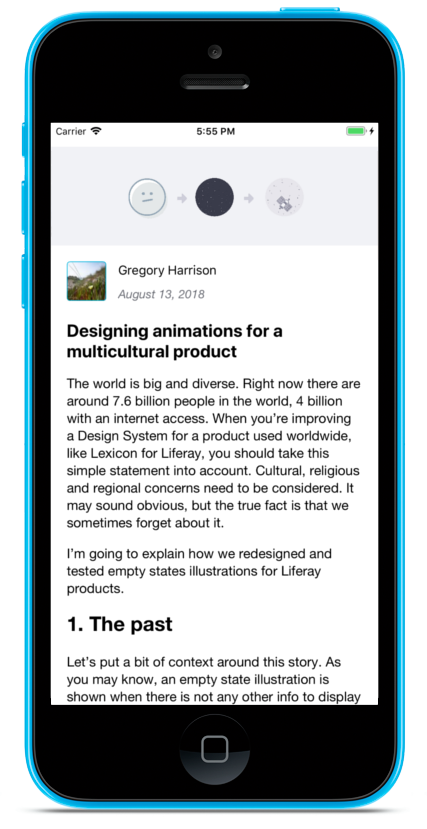 Carrier
5:55 PM
Gregory Harrison
August 13, 2018
Designing animations for a
multicultural product
The world is big and diverse. Right now there are
around 7.6 billion people in the world, 4 billion
with an internet access. When you’re improving
a Design System for a product used worldwide,
like Lexicon for Liferay, you should take this
simple statement into account. Cultural, religious
and regional concerns need to be considered. It
may sound obvious, but the true fact is that we
sometimes forget about it.
I’m going to explain how we redesigned and
tested empty states illustrations for Liferay
products.
1. The past
Let’s put a bit of context around this story. As
you may know, an empty state illustration is
shown when there is not any other info to display